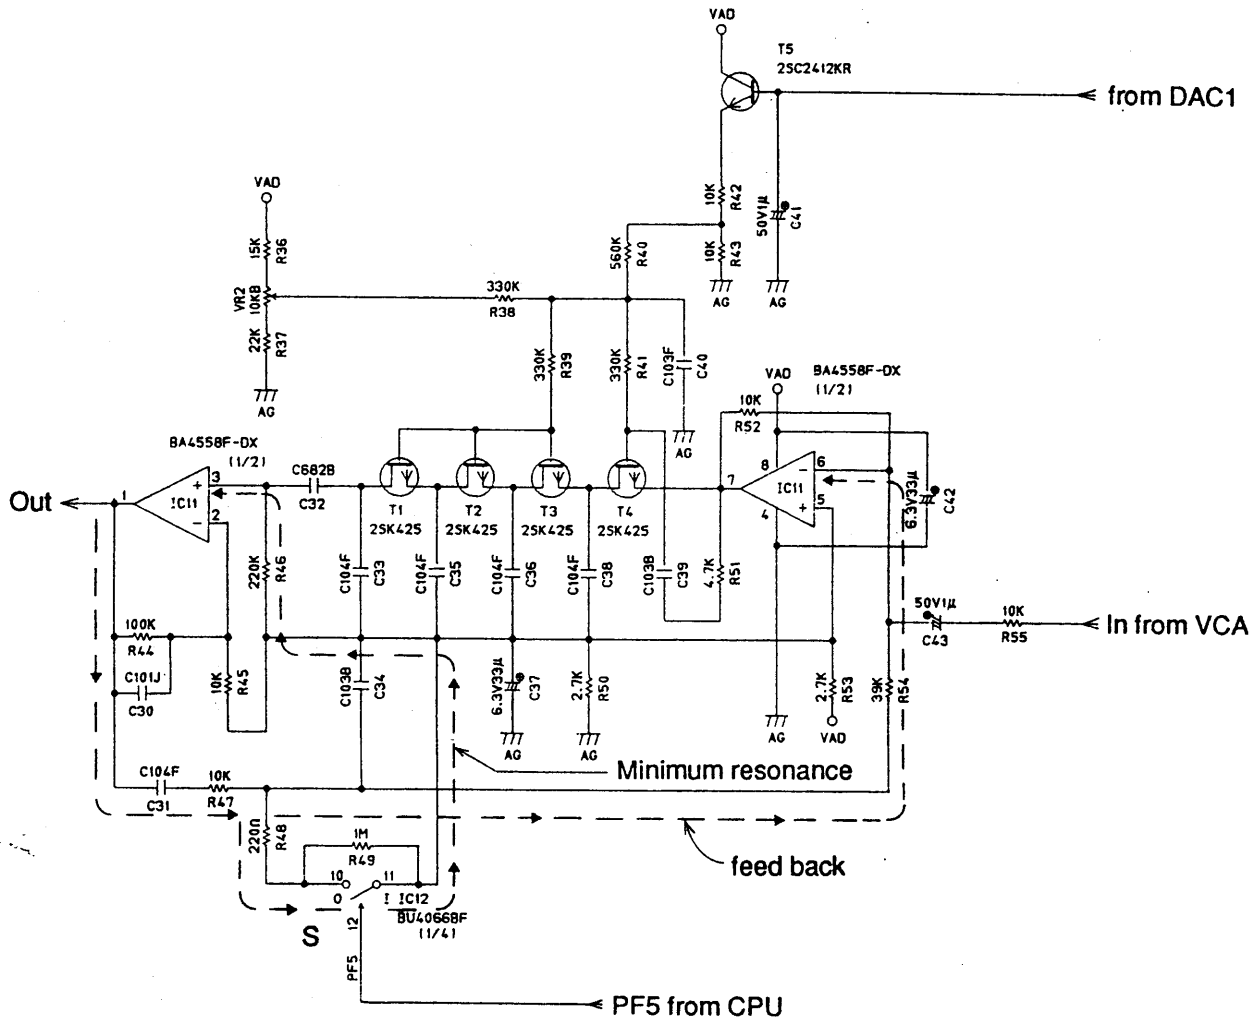 VAD
T5
2SC2412KR
from DAC1
10K
R42
50V1µ
C41
VAD
15K
R36
560K
R40
10K
R43
AG
AG
330K
R38
VR2
10KB
22K
R37
330K
R39
330K
R41
C103F
C40
VAD
BA4558F-DX
(1/2)
10K
R52
AG
AG
BA4558F-DX
(1/2)
C682B
C32
7
8
6
IC11
5
4
6.3V33µ
C42
Out
1
3
IC11
2
T1
2SK425
T2
2SK425
T3
2SK425
T4
2SK425
220K
R46
C104F
C33
C104F
C35
C104F
C36
C104F
C38
C103B
C39
4.7K
R51
50V1µ
C43
10K
R55
In from VCA
100K
R44
C101J
C30
10K
R45
C103B
C34
6.3V33µ
C37
2.7K
R50
2.7K
R53
39K
R54
AG
AG
AG
VAD
Minimum resonance
C104F
C31
10K
R47
220Ω
R48
1M
R49
feed back
10
11
O
I
IC12
BU4066BF
(1/4)
S
12
PF5
PF5 from CPU